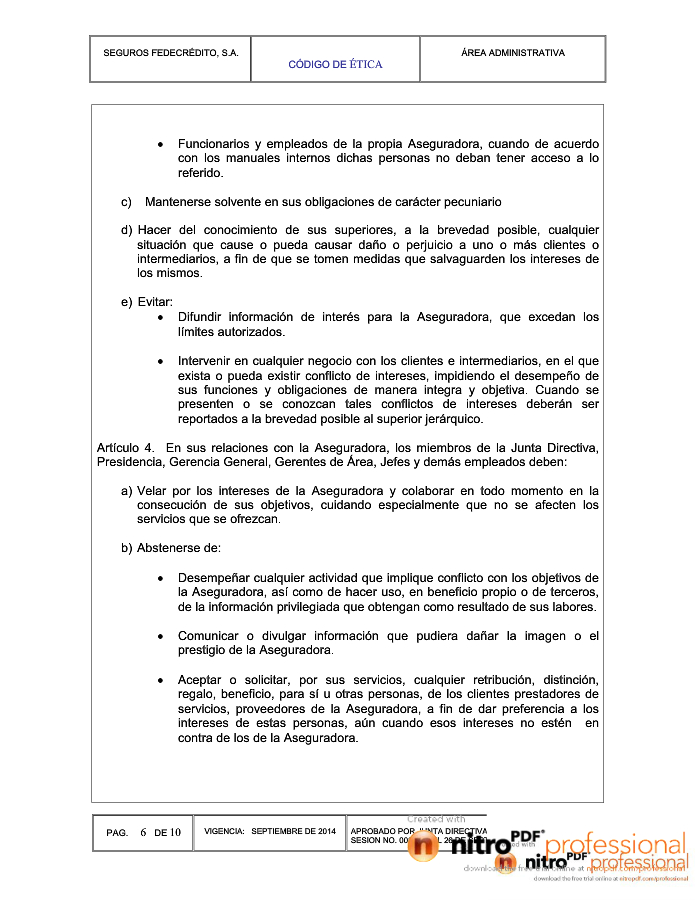 SEGUROS FEDECRÉDITO, S.A.
CÓDIGO DE ÉTICA
ÁREA ADMINISTRATIVA
• Funcionarios y empleados de la propia Aseguradora, cuando de acuerdo
con los manuales internos dichas personas no deban tener acceso a lo
referido.
c) Mantenerse solvente en sus obligaciones de carácter pecuniario
d) Hacer del conocimiento de sus superiores, a la brevedad posible, cualquier
situación que cause o pueda causar daño o perjuicio a uno o más clientes o
intermediarios, a fin de que se tomen medidas que salvaguarden los intereses de
los mismos.
e) Evitar:
• Difundir información de interés para la Aseguradora, que excedan los
límites autorizados.
• Intervenir en cualquier negocio con los clientes e intermediarios, en el que
exista o pueda existir conflicto de intereses, impidiendo el desempeño de
sus funciones y obligaciones de manera integra y objetiva. Cuando se
presenten o se conozcan tales conflictos de intereses deberán ser
reportados a la brevedad posible al superior jerárquico.
Artículo 4. En sus relaciones con la Aseguradora, los miembros de la Junta Directiva,
Presidencia, Gerencia General, Gerentes de Área, Jefes y demás empleados deben:
a) Velar por los intereses de la Aseguradora y colaborar en todo momento en la
consecución de sus objetivos, cuidando especialmente que no se afecten los
servicios que se ofrezcan.
b) Abstenerse de:
• Desempeñar cualquier actividad que implique conflicto con los objetivos de
la Aseguradora, así como de hacer uso, en beneficio propio o de terceros,
de la información privilegiada que obtengan como resultado de sus labores.
• Comunicar o divulgar información que pudiera dañar la imagen o el
prestigio de la Aseguradora.
• Aceptar o solicitar, por sus servicios, cualquier retribución, distinción,
regalo, beneficio, para sí u otras personas, de los clientes prestadores de
servicios, proveedores de la Aseguradora, a fin de dar preferencia a los
intereses de estas personas, aún cuando esos intereses no estén en
contra de los de la Aseguradora.
PAG. 6 DE 10
VIGENCIA: SEPTIEMBRE DE 2014
APROBADO POR JUNTA DIRECTIVA
SESION NO.
Created with
nitroPDF professional
nitroPDF professional
download the free trial online at nitropdf.com/professional
download the free trial online at nitropdf.com/professional